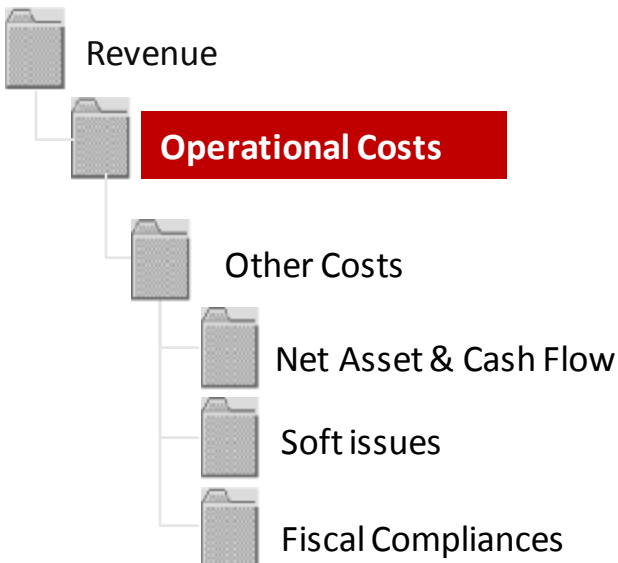 Revenue
Operational Costs
Other Costs
Net Asset & Cash Flow
Soft issues
Fiscal Compliances